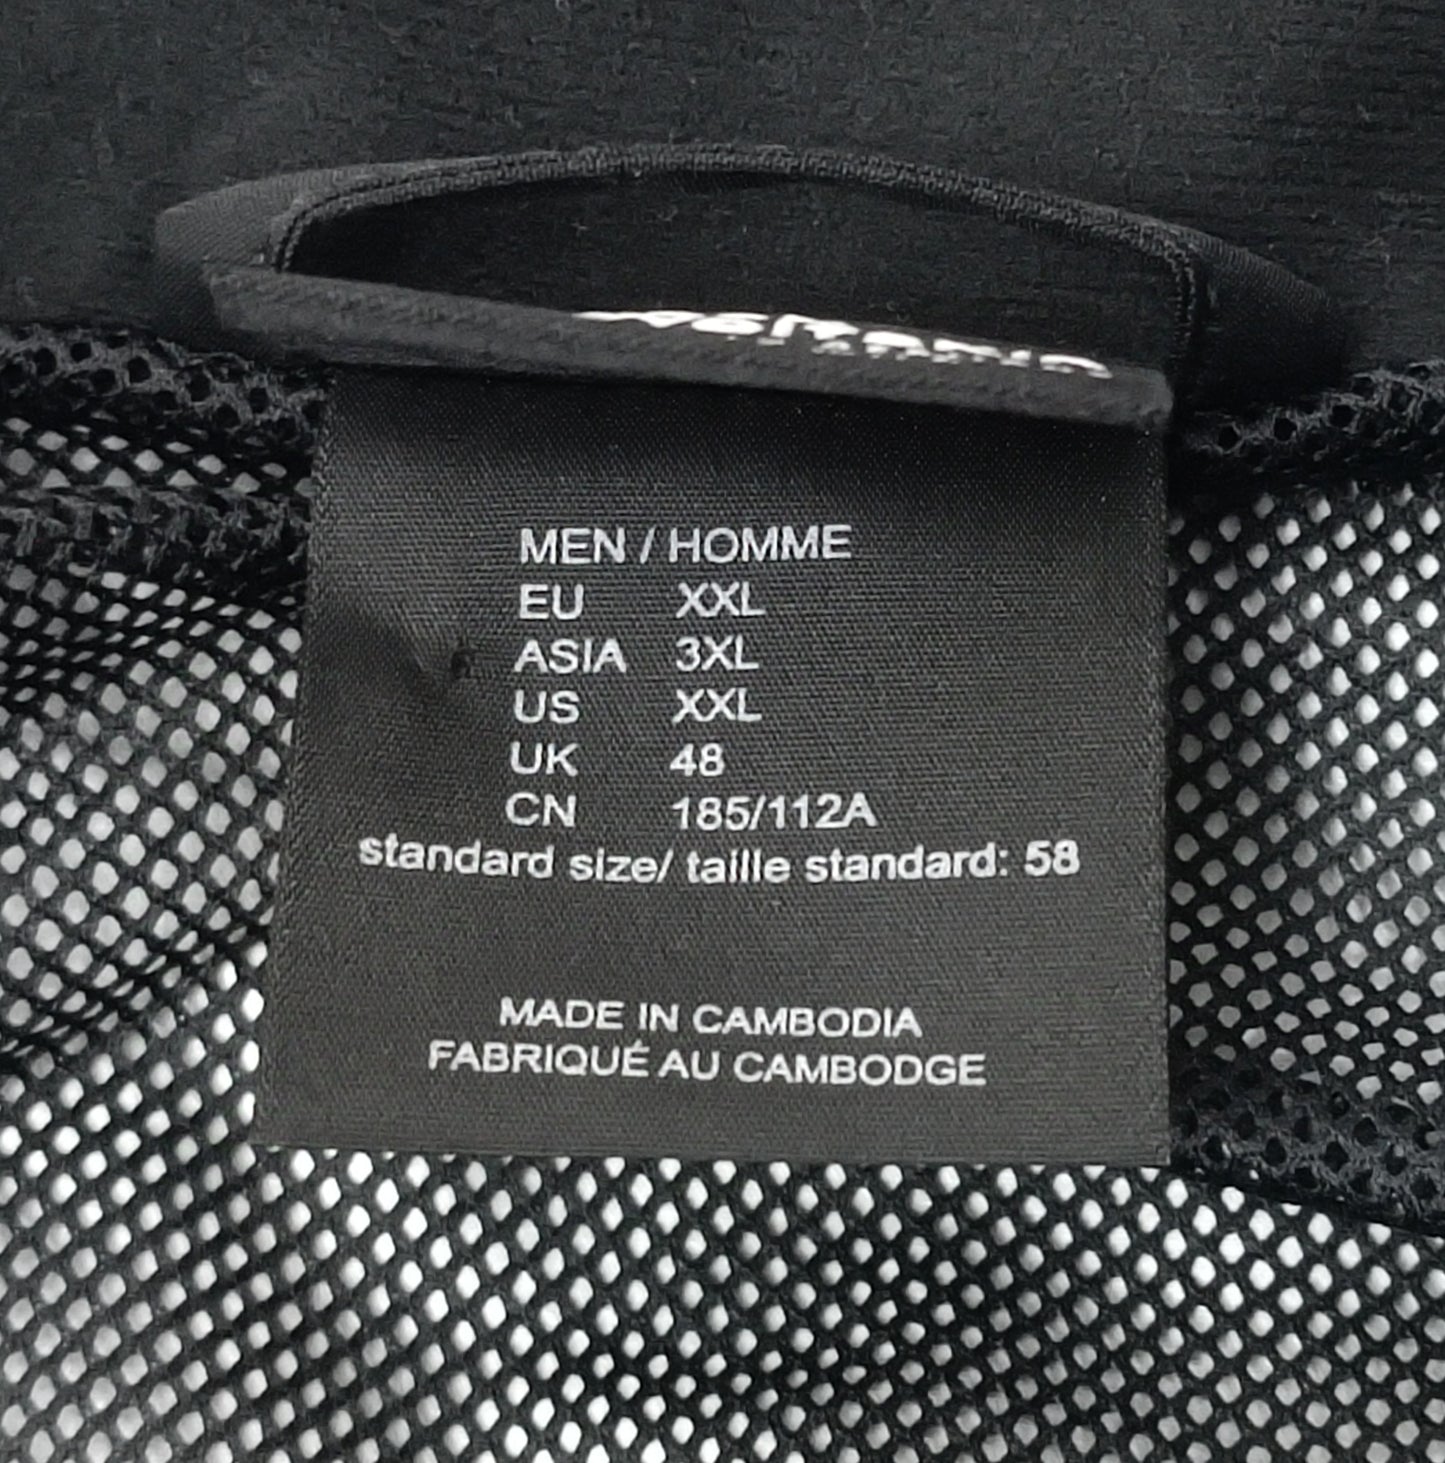 MEN / HOMME
EU XXL
ASIA 3XL
US XXL
UK 48
CN 185/112A
standard size/ taille standard: 58
MADE IN CAMBODIA
FABRIQUÉ AU CAMBODGE